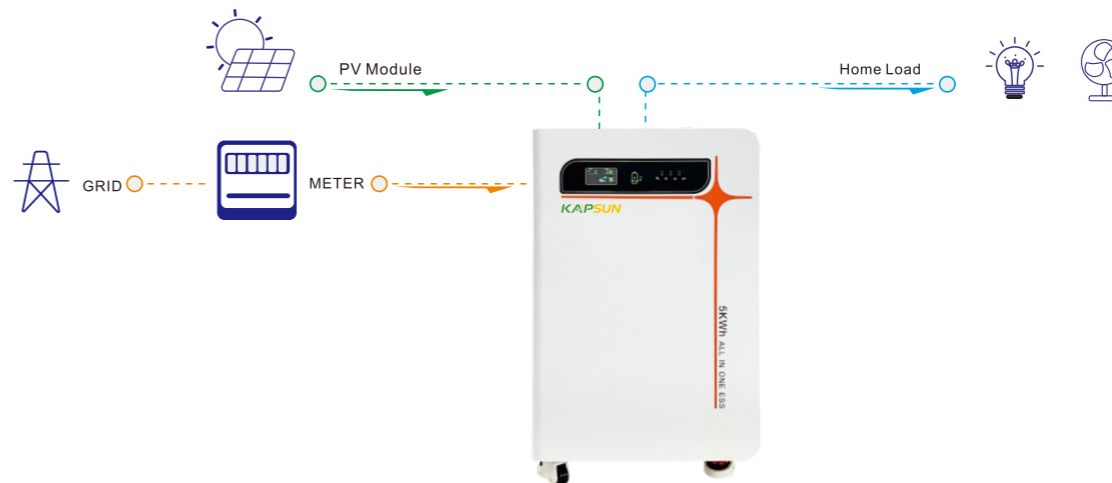 PV Module
Home Load
GRID
METER
KAPSUN
5KWh ALL IN ONE ESS